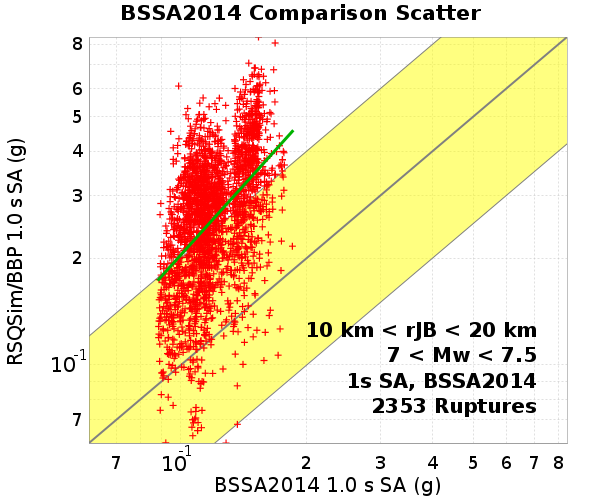 BSSA2014 Comparison Scatter
RSQSim/BBP 1.0 s SA (g)
8
6
5
4
3
2
10-1
7
10 km < rJB < 20 km
7 < Mw < 7.5
1s SA, BSSA2014
2353 Ruptures
7 10-1 2 3 4 5 6 7 8
BSSA2014 1.0 s SA (g)